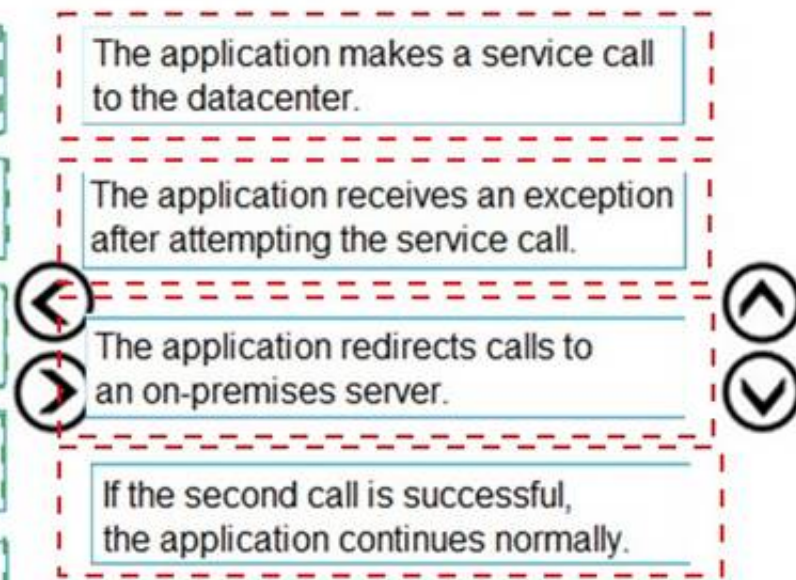 The application makes a service call
to the datacenter.
The application receives an exception
after attempting the service call.
The application redirects calls to
an on-premises server.
If the second call is successful,
the application continues normally.